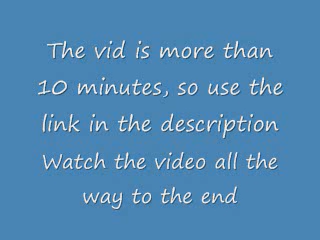 The vid is more than
10 minutes, so use the
link in the description
Watch the video all the
way to the end